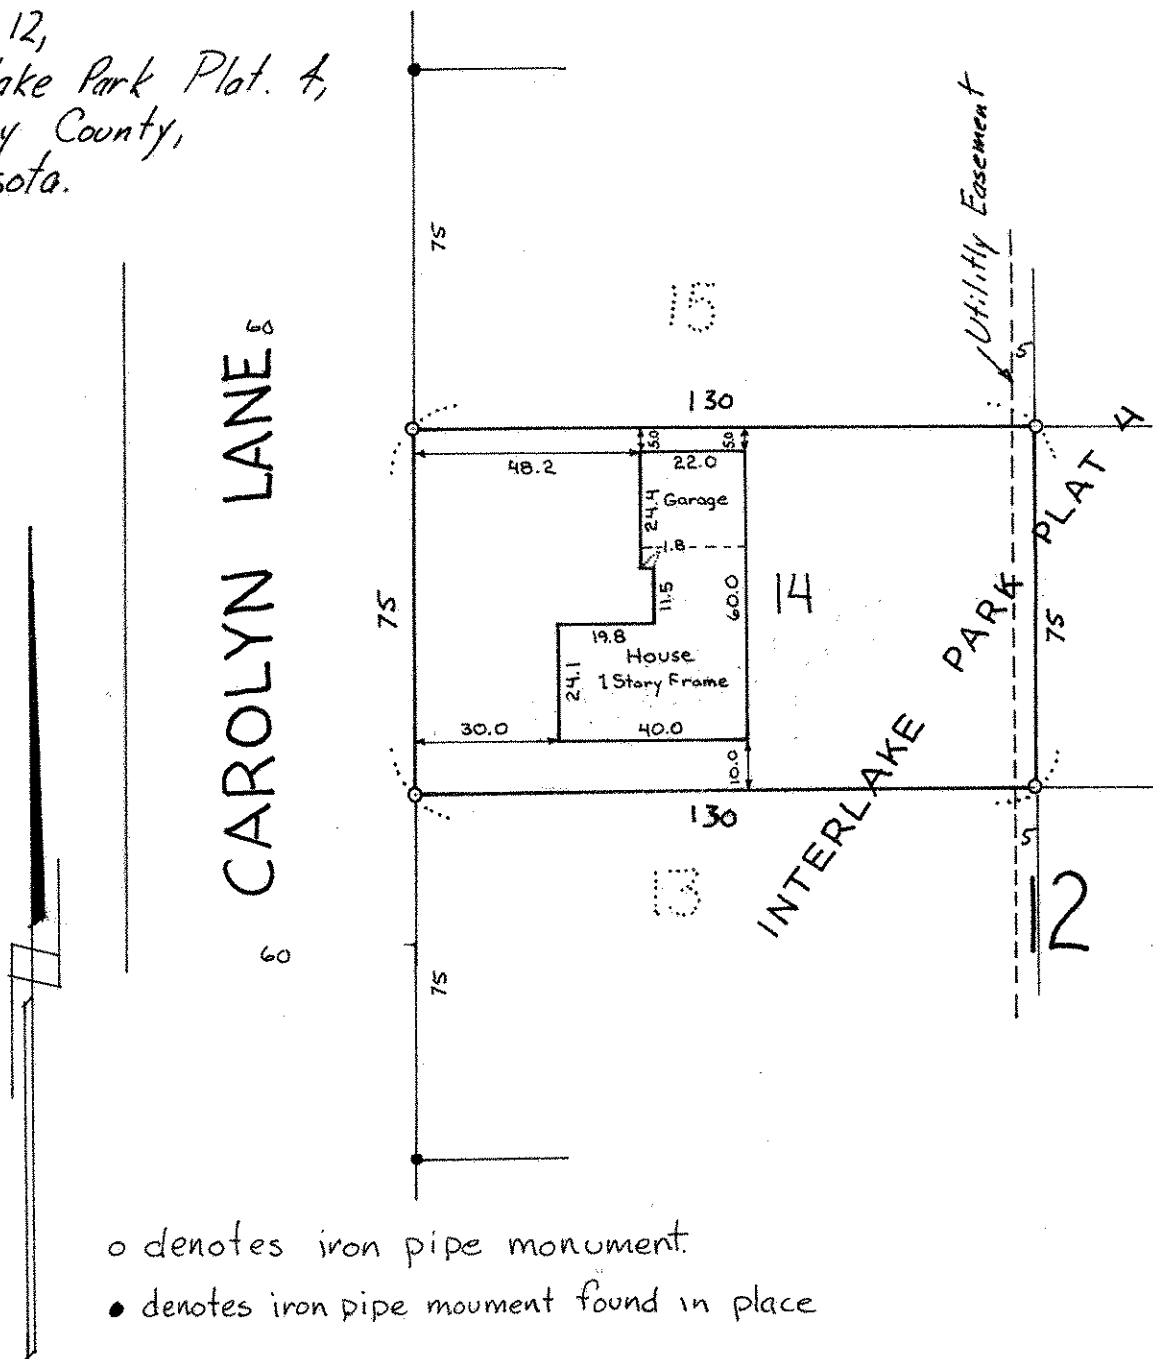 12,
ake Park Plat. 4,
y County,
sota.
Utilitly Easement
75
15
60
CAROLYN LANE
5
130
5.0
5.0
48.2
22.0
24.4
Garage
1.8
11.5
60.0
14
75
19.8
House
1 Story Frame
24.1
30.0
40.0
10.0
75
INTERLAKE PARK PLAT 4
130
5
13
12
60
75
o denotes iron pipe monument.
● denotes iron pipe moument found in place